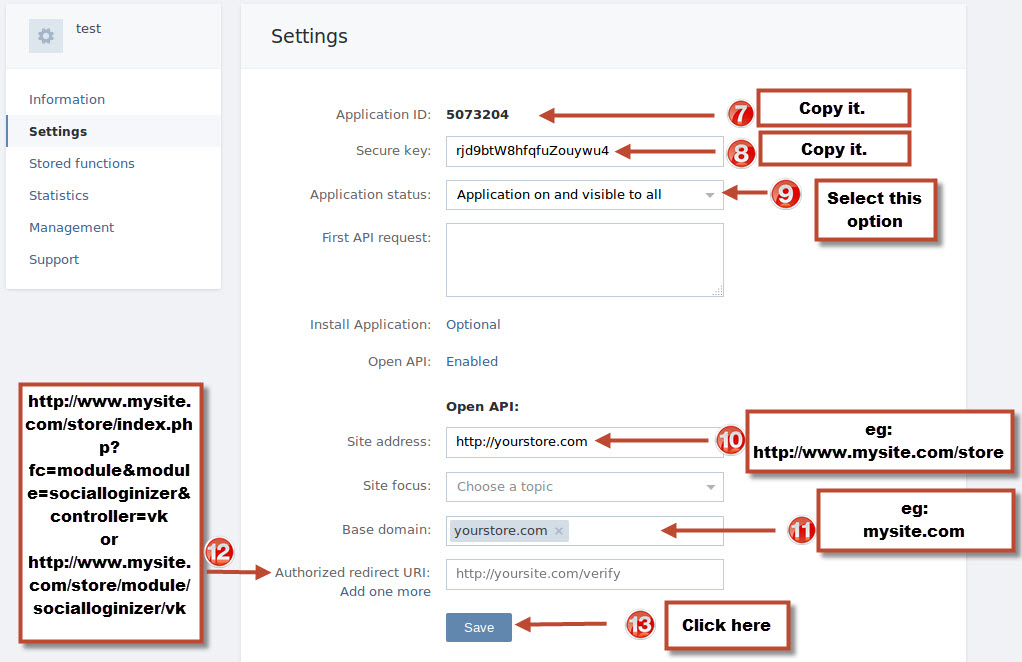 test
Information
Settings
Stored functions
Statistics
Management
Support
Settings
Application ID: 5073204
7
Copy it.
Secure key: rjd9btW8hfqfuZouywu4
8
Copy it.
Application status: Application on and visible to all
9
Select this
option
First API request:
Install Application: Optional
Open API: Enabled
Open API:
Site address: http://yourstore.com
10
eg:
http://www.mysite.com/store
Site focus: Choose a topic
Base domain: yourstore.com ×
11
eg:
mysite.com
http://www.mysite.
com/store/index.ph
p?
fc=module&modul
e=socialloginizer&
controller=vk
or
http://www.mysite.
com/store/module/
socialloginizer/vk
12
Authorized redirect URI: http://yoursite.com/verify
Add one more
Save
13
Click here